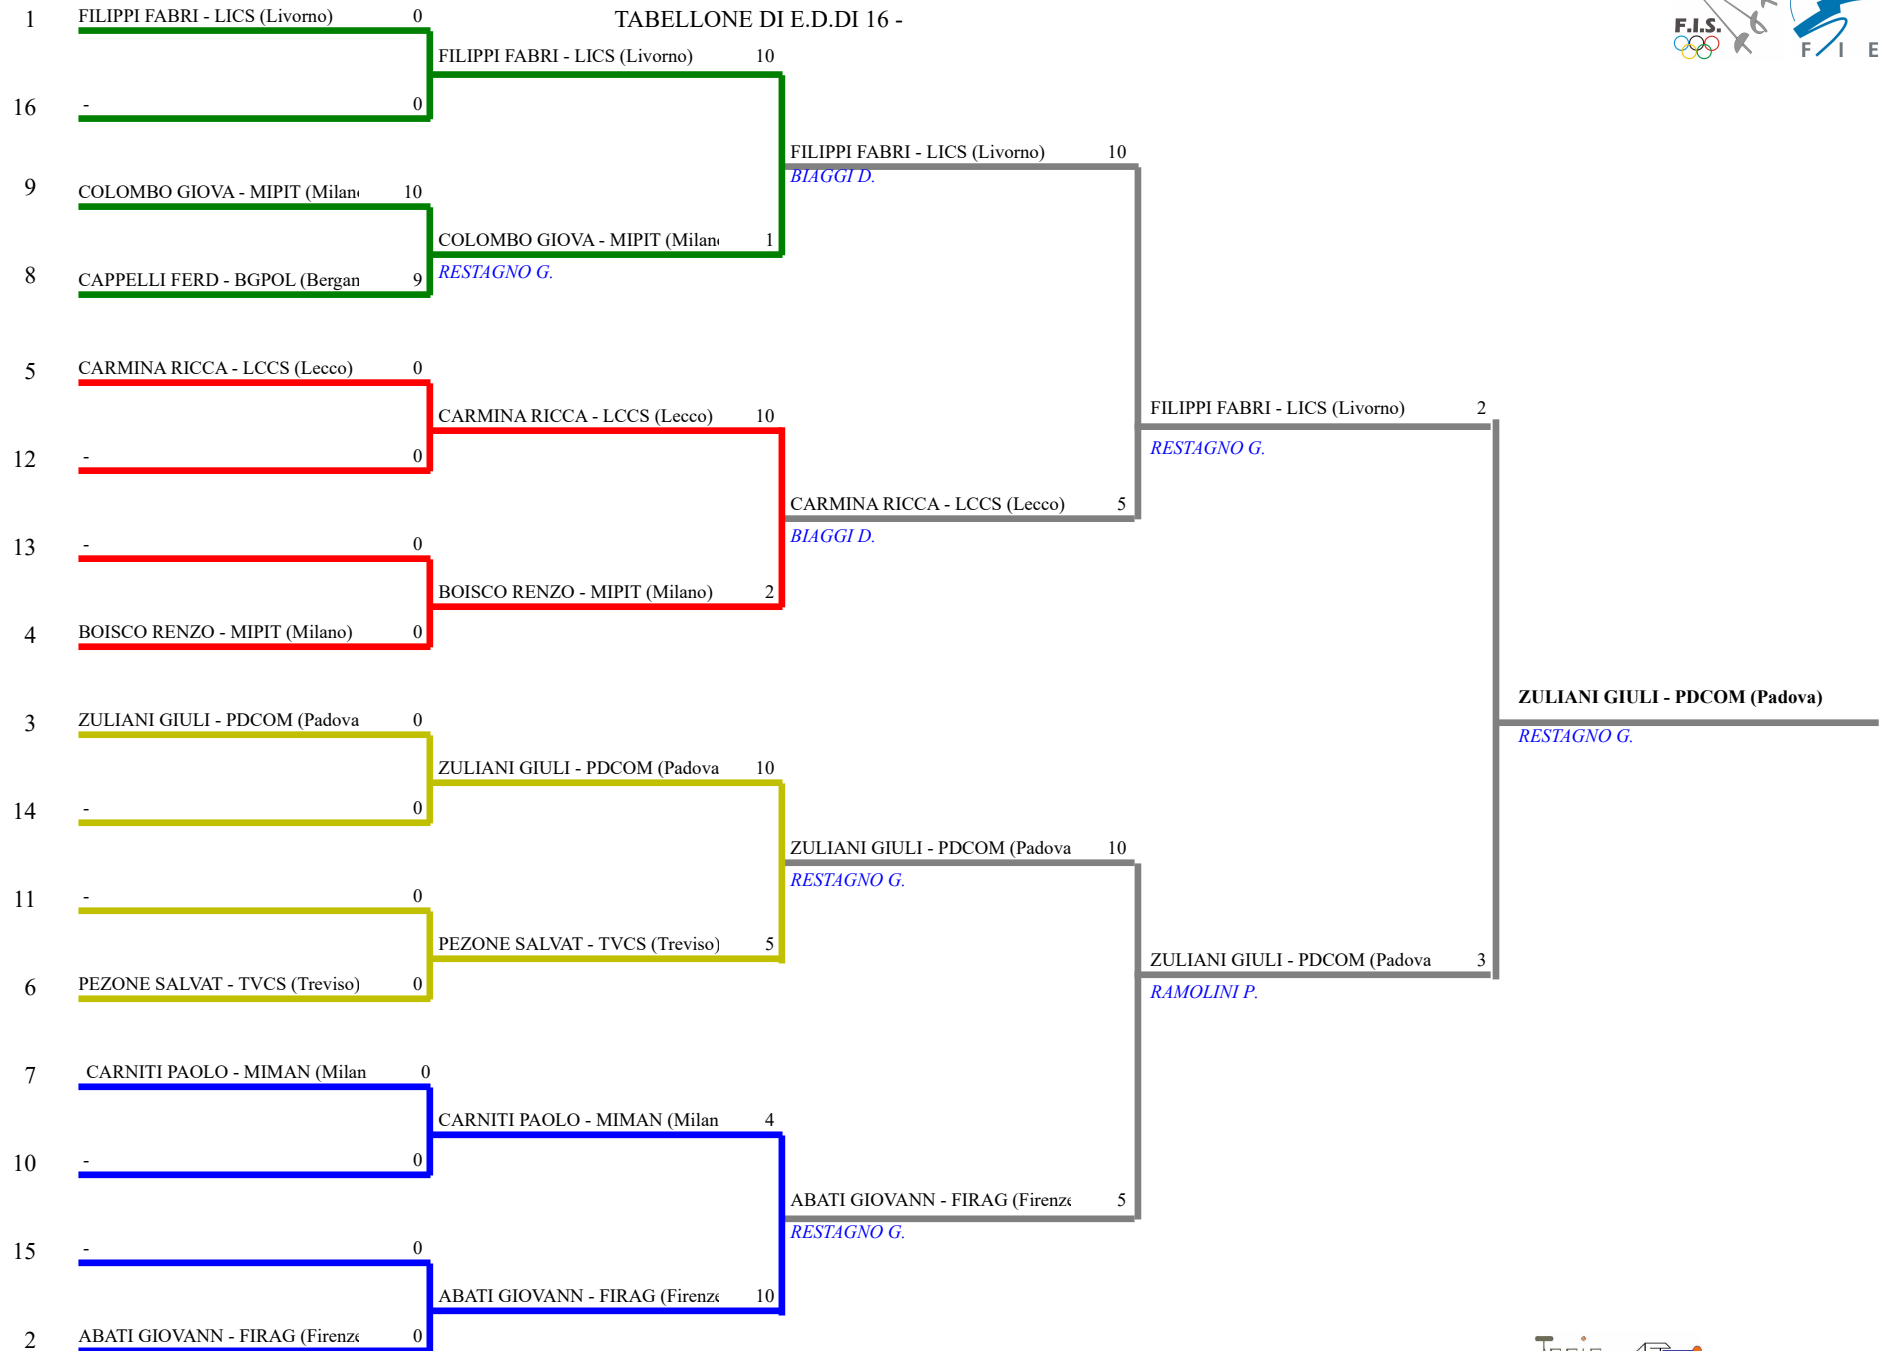 TABELLONE DI E.D.DI 16 -
F.I.S.
F I E
1 FILIPPI FABRI - LICS (Livorno) 0
FILIPPI FABRI - LICS (Livorno) 10
16 - 0
FILIPPI FABRI - LICS (Livorno) 10
BIAGGI D.
9 COLOMBO GIOVA - MIPIT (Milano 10
COLOMBO GIOVA - MIPIT (Milano 1
RESTAGNO G.
8 CAPPELLI FERD - BGPOL (Bergam 9
5 CARMINA RICCA - LCCS (Lecco) 0
CARMINA RICCA - LCCS (Lecco) 10
FILIPPI FABRI - LICS (Livorno) 2
RESTAGNO G.
12 - 0
CARMINA RICCA - LCCS (Lecco) 5
BIAGGI D.
13 - 0
BOISCO RENZO - MIPIT (Milano) 2
4 BOISCO RENZO - MIPIT (Milano) 0
ZULIANI GIULI - PDCOM (Padova)
RESTAGNO G.
3 ZULIANI GIULI - PDCOM (Padova 0
ZULIANI GIULI - PDCOM (Padova 10
14 - 0
ZULIANI GIULI - PDCOM (Padova 10
RESTAGNO G.
11 - 0
PEZONE SALVAT - TVCS (Treviso) 5
ZULIANI GIULI - PDCOM (Padova 3
RAMOLINI P.
6 PEZONE SALVAT - TVCS (Treviso) 0
7 CARNITI PAOLO - MIMAN (Milan 0
CARNITI PAOLO - MIMAN (Milan 4
10 - 0
ABATI GIOVANN - FIRAG (Firenze 5
RESTAGNO G.
15 - 0
ABATI GIOVANN - FIRAG (Firenze 10
2 ABATI GIOVANN - FIRAG (Firenze 0